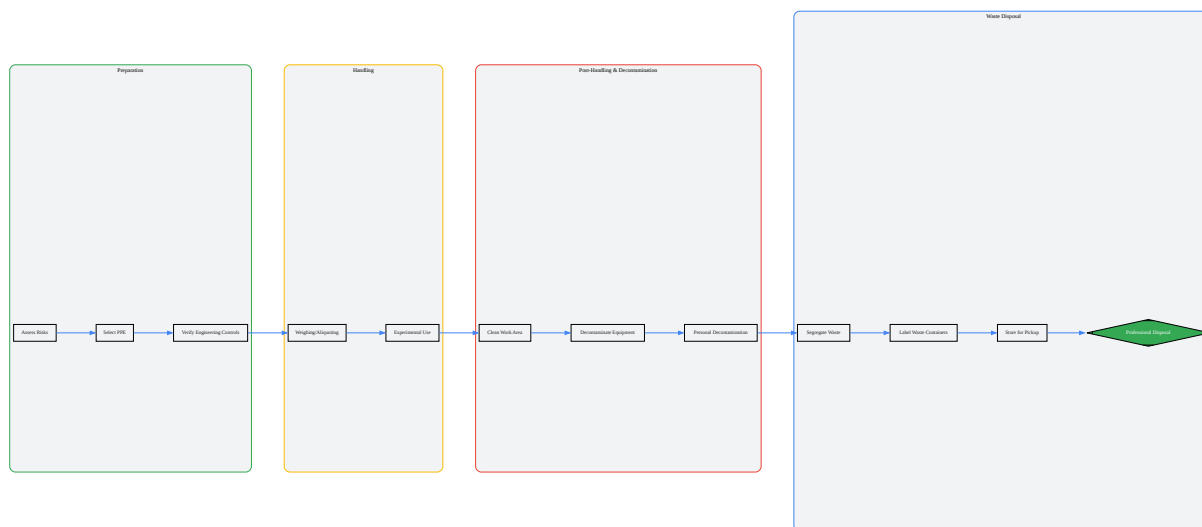 Waste Disposal
Preparation
Handling
Post-Handling & Decontamination
Assess Risks
Select PPE
Verify Engineering Controls
Weighing/Aliquoting
Experimental Use
Clean Work Area
Decontaminate Equipment
Personal Decontamination
Segregate Waste
Label Waste Containers
Store for Pickup
Professional Disposal